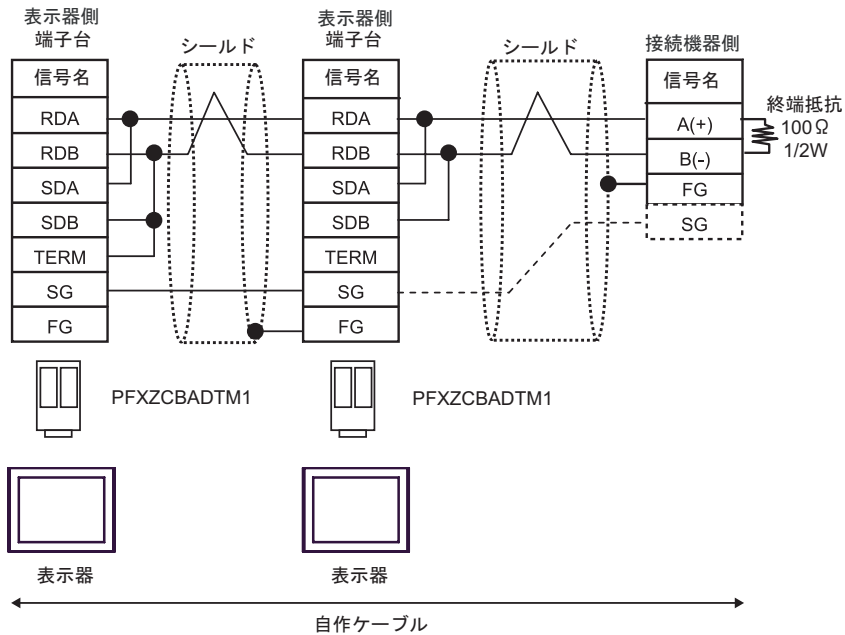 表示器側
端子台
信号名
RDA
RDB
SDA
SDB
TERM
SG
FG
シールド
表示器側
端子台
信号名
RDA
RDB
SDA
SDB
TERM
SG
FG
シールド
接続機器側
信号名
A(+)
B(-)
FG
SG
終端抵抗
100Ω
1/2W
PFXZCBADTM1
PFXZCBADTM1
表示器
表示器
自作ケーブル